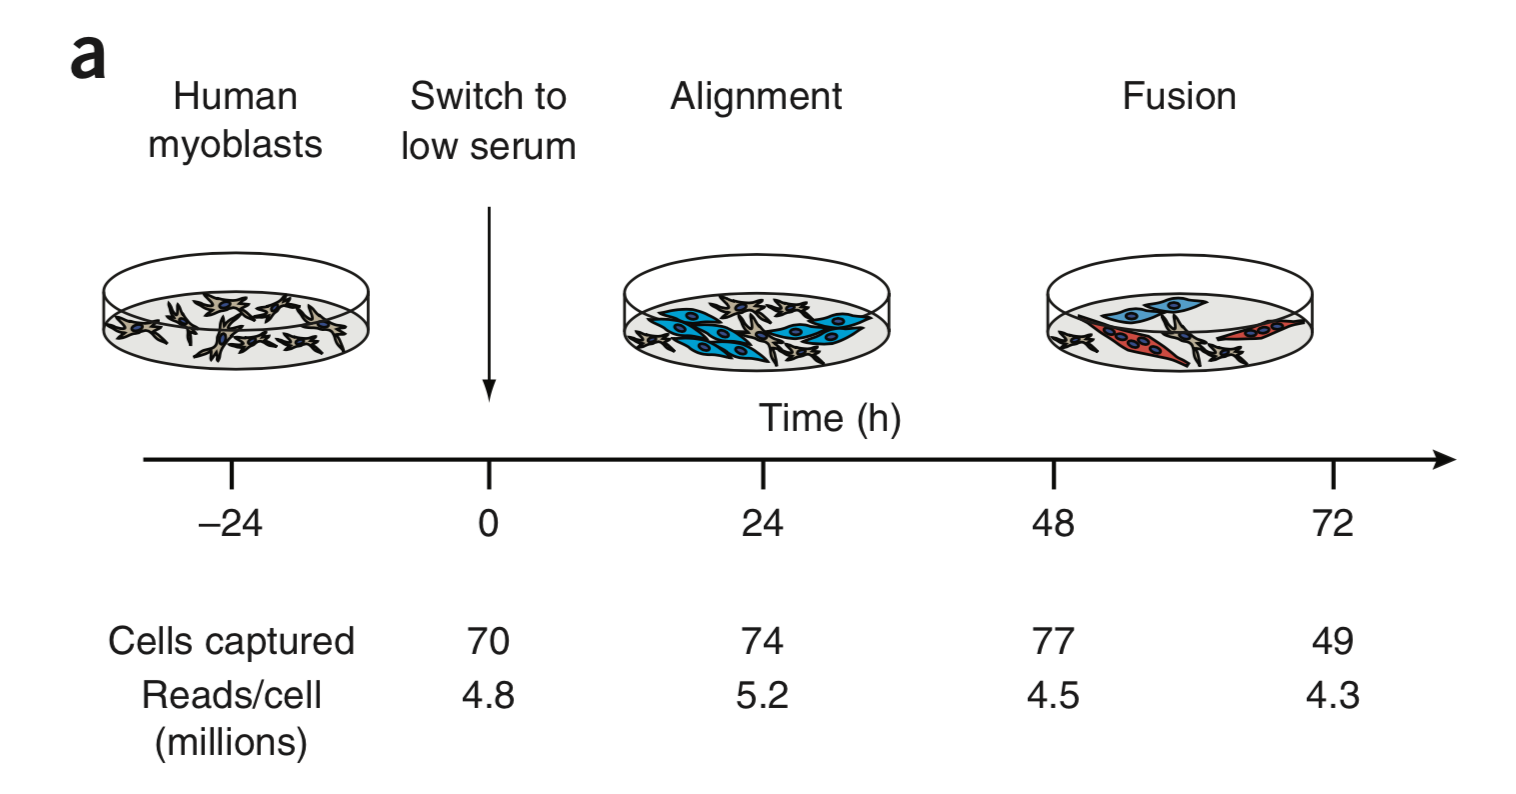 a
Human
myoblasts
Switch to
low serum
Alignment
Fusion
Time (h)
–24 0 24 48 72
Cells captured 70 74 77 49
Reads/cell 4.8 5.2 4.5 4.3
(millions)